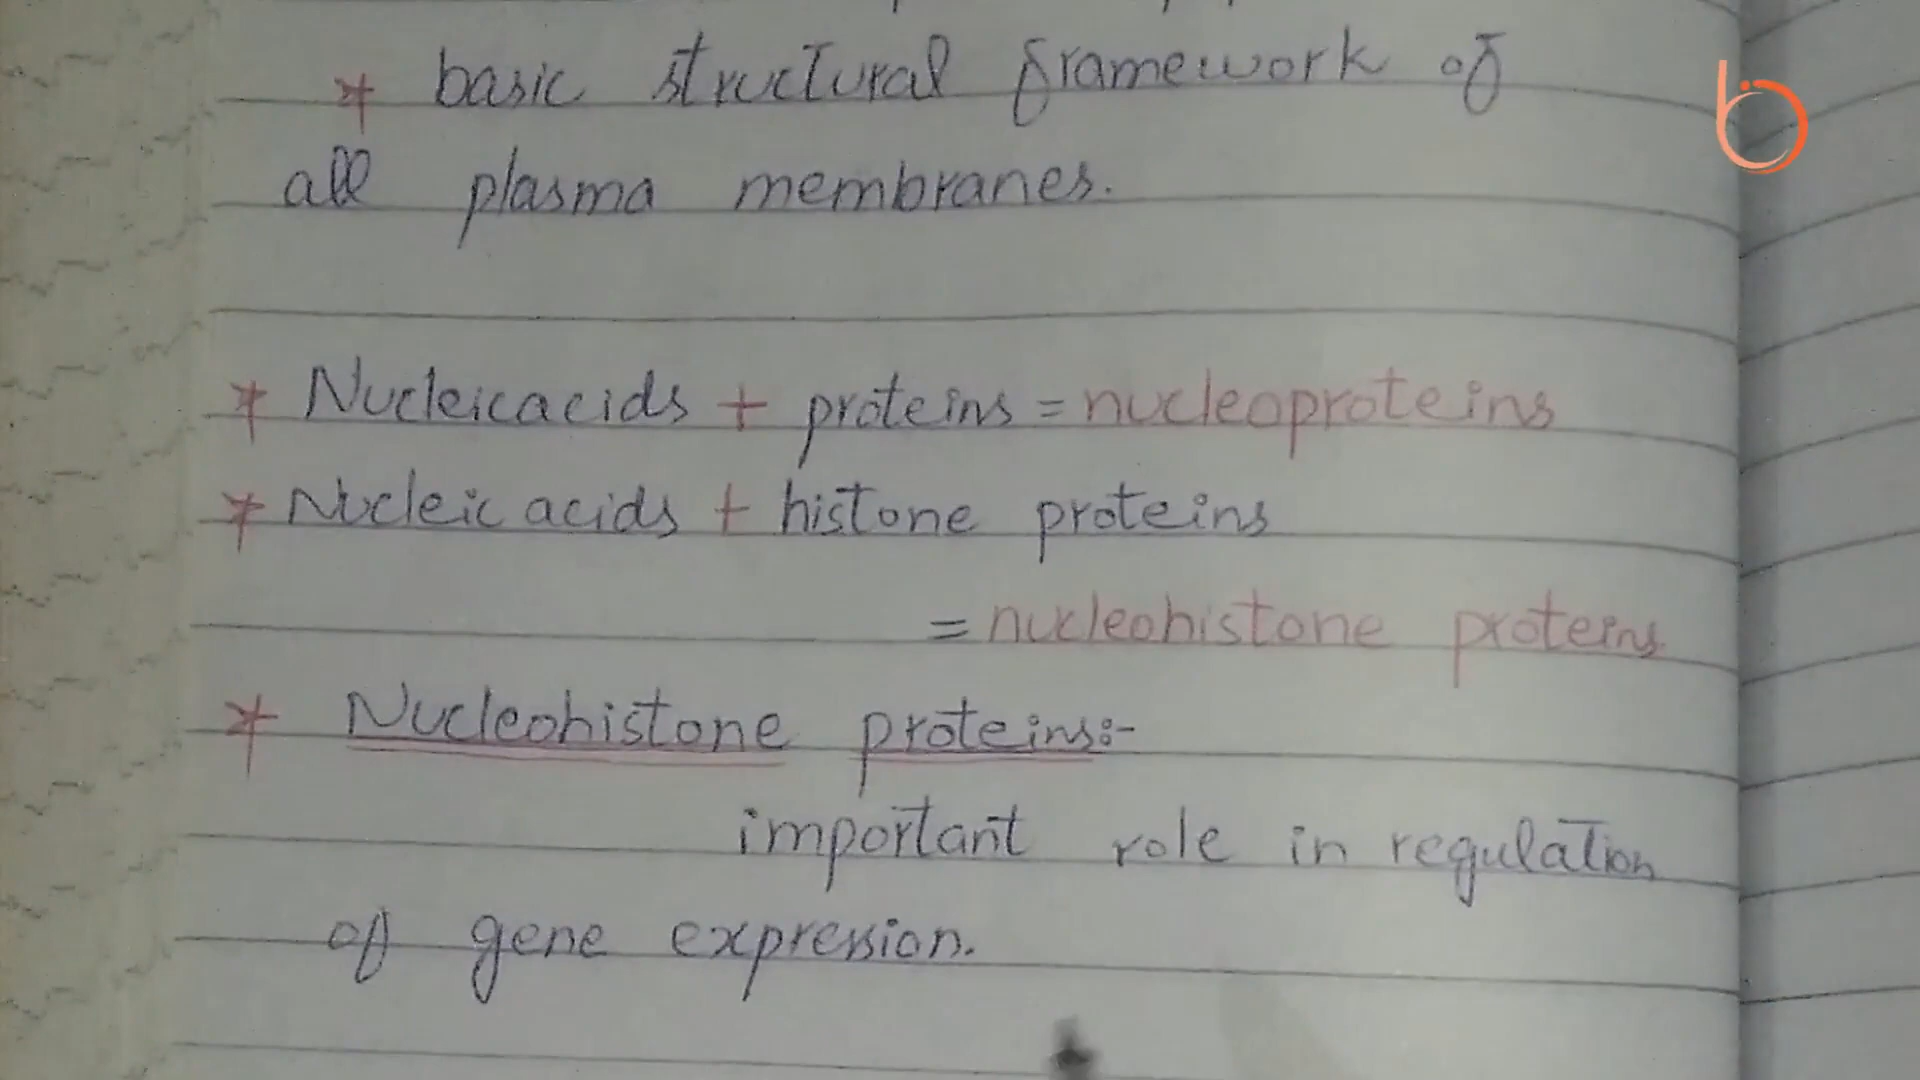 * basic structural framework of
all plasma membranes.
* Nucleicacids + proteins = nucleoproteins
* Nucleic acids + histone proteins
= nucleohistone proteins
* Nucleohistone proteins:-
important role in regulation
of gene expression.